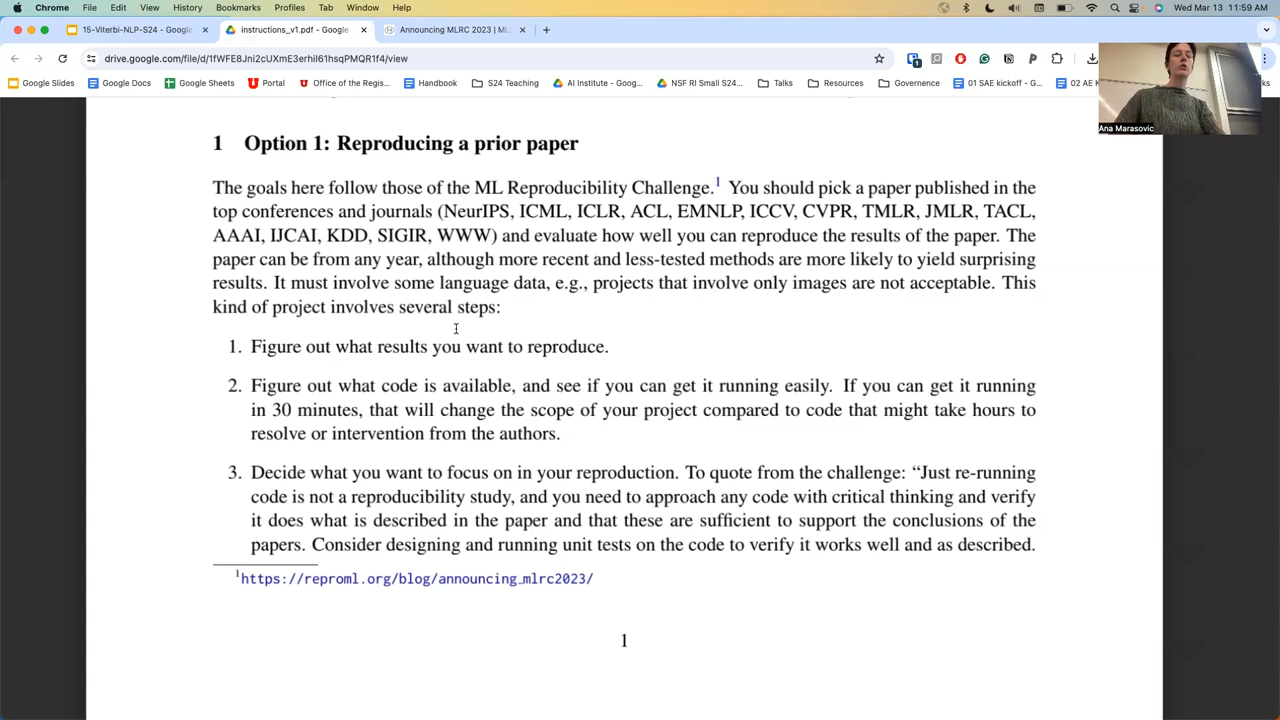 Chrome File Edit View History Bookmarks Profiles Tab Window Help Wed Mar 13 11:59 AM
15-Viterbi-NLP-S24 - Google instructions_v1.pdf - Google Announcing MLRC 2023 | ML
drive.google.com/file/d/1fWFE8Jni2cUXmE3erhiI61hsqPMQR1f4/view
Google Slides Google Docs Google Sheets Portal Office of the Regis... Handbook S24 Teaching AI Institute - Goog... NSF RI Small S24... Talks Resources Governence 01 SAE kickoff - G... 02 AE K
Ana Marasovic
1 Option 1: Reproducing a prior paper
The goals here follow those of the ML Reproducibility Challenge.1 You should pick a paper published in the
top conferences and journals (NeurIPS, ICML, ICLR, ACL, EMNLP, ICCV, CVPR, TMLR, JMLR, TACL,
AAAI, IJCAI, KDD, SIGIR, WWW) and evaluate how well you can reproduce the results of the paper. The
paper can be from any year, although more recent and less-tested methods are more likely to yield surprising
results. It must involve some language data, e.g., projects that involve only images are not acceptable. This
kind of project involves several steps:
1. Figure out what results you want to reproduce.
2. Figure out what code is available, and see if you can get it running easily. If you can get it running
in 30 minutes, that will change the scope of your project compared to code that might take hours to
resolve or intervention from the authors.
3. Decide what you want to focus on in your reproduction. To quote from the challenge: “Just re-running
code is not a reproducibility study, and you need to approach any code with critical thinking and verify
it does what is described in the paper and that these are sufficient to support the conclusions of the
papers. Consider designing and running unit tests on the code to verify it works well and as described.
1https://reproml.org/blog/announcing_mlrc2023/
1